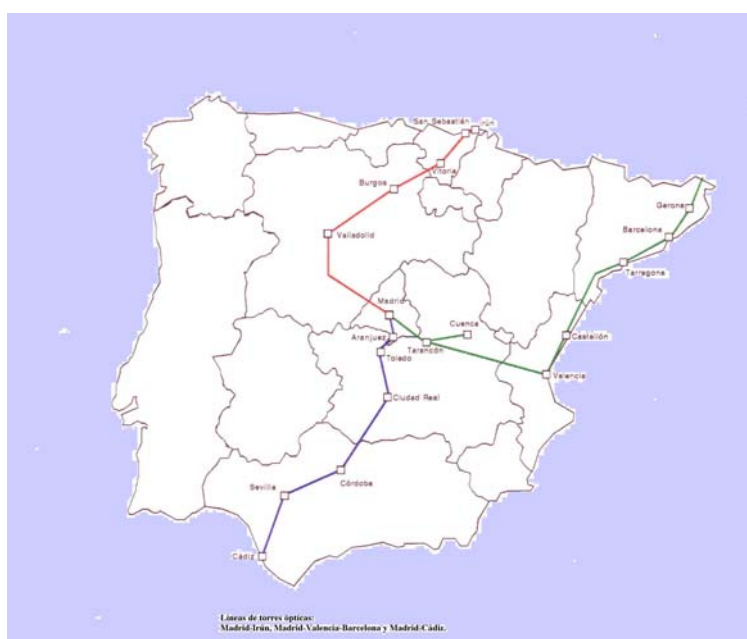 San Sebastián
Irún
Vitoria
Burgos
Valladolid
Gerona
Barcelona
Tarragona
Madrid
Cuenca
Aranjuez
Tarancón
Castellón
Toledo
Valencia
Ciudad Real
Córdoba
Sevilla
Cádiz
Líneas de torres ópticas:
Madrid-Irún, Madrid-Valencia-Barcelona y Madrid-Cádiz.